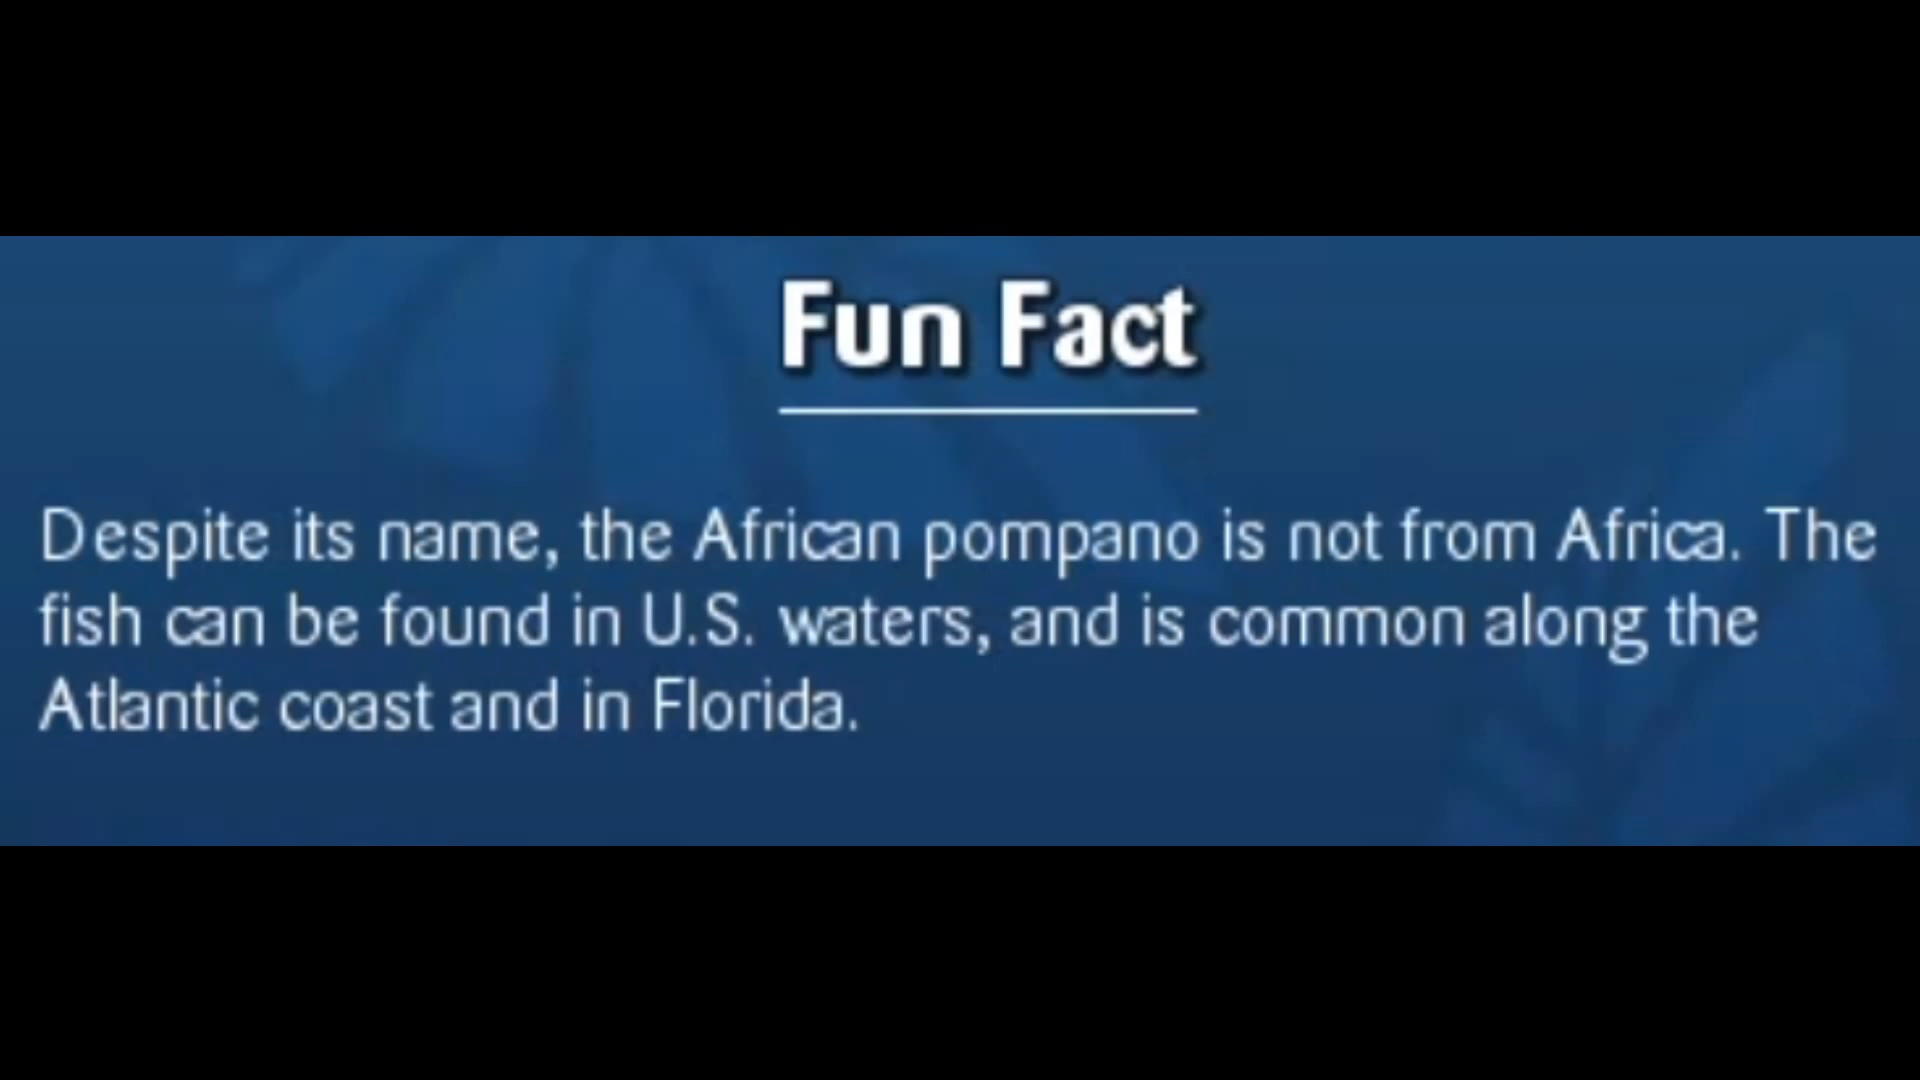 Fun Fact
Despite its name, the African pompano is not from Africa. The
fish can be found in U.S. waters, and is common along the
Atlantic coast and in Florida.